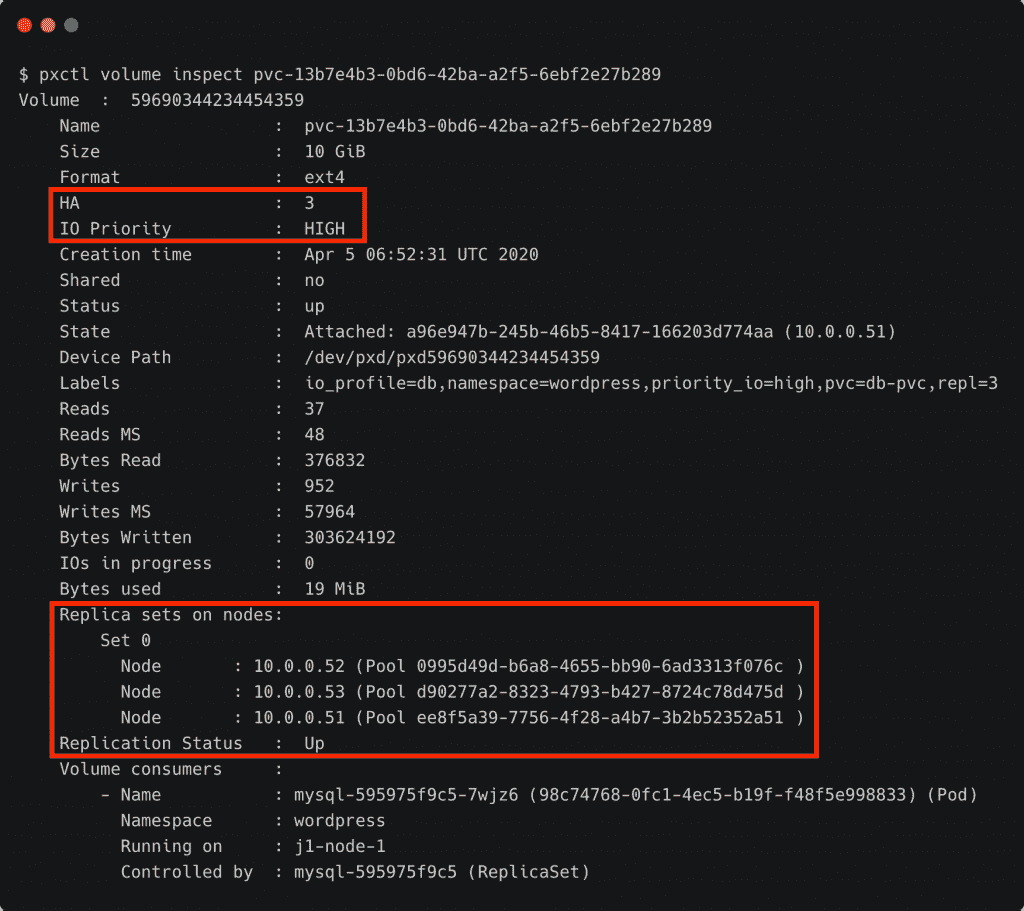 $ pxctl volume inspect pvc-13b7e4b3-0bd6-42ba-a2f5-6ebf2e27b289
Volume : 59690344234454359
Name : pvc-13b7e4b3-0bd6-42ba-a2f5-6ebf2e27b289
Size : 10 GiB
Format : ext4
HA : 3
IO Priority : HIGH
Creation time : Apr 5 06:52:31 UTC 2020
Shared : no
Status : up
State : Attached: a96e947b-245b-46b5-8417-166203d774aa (10.0.0.51)
Device Path : /dev/pxd/pxd59690344234454359
Labels : io_profile=db,namespace=wordpress,priority_io=high,pvc=db-pvc,repl=3
Reads : 37
Reads MS : 48
Bytes Read : 376832
Writes : 952
Writes MS : 57964
Bytes Written : 303624192
IOs in progress : 0
Bytes used : 19 MiB
Replica sets on nodes:
Set 0
Node : 10.0.0.52 (Pool 0995d49d-b6a8-4655-bb90-6ad3313f076c )
Node : 10.0.0.53 (Pool d90277a2-8323-4793-b427-8724c78d475d )
Node : 10.0.0.51 (Pool ee8f5a39-7756-4f28-a4b7-3b2b52352a51 )
Replication Status : Up
Volume consumers :
- Name : mysql-595975f9c5-7wjz6 (98c74768-0fc1-4ec5-b19f-f48f5e998833) (Pod)
Namespace : wordpress
Running on : j1-node-1
Controlled by : mysql-595975f9c5 (ReplicaSet)